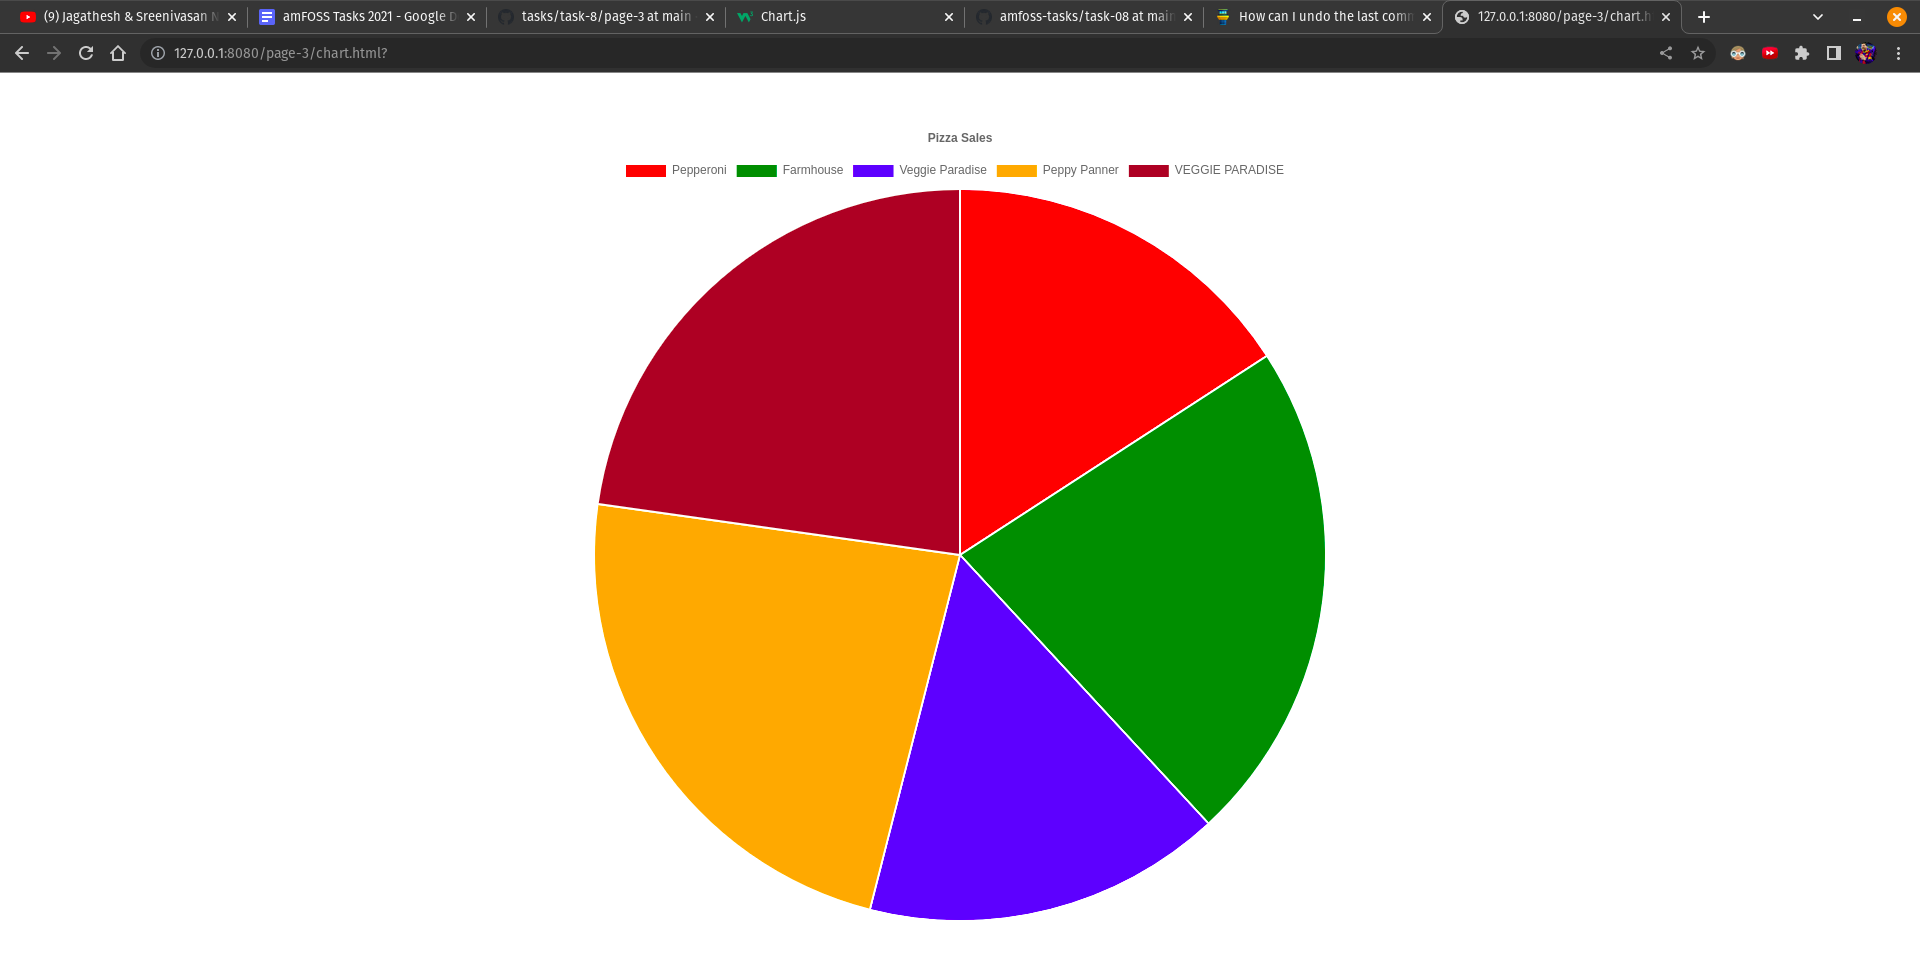 (9) Jagathesh & Sreenivasan
amFOSS Tasks 2021 - Google
tasks/task-8/page-3 at main
Chart.js
amfoss-tasks/task-08 at main
How can I undo the last comm
127.0.0.1:8080/page-3/chart.h
127.0.0.1:8080/page-3/chart.html?
Pizza Sales
Pepperoni Farmhouse Veggie Paradise Peppy Panner VEGGIE PARADISE